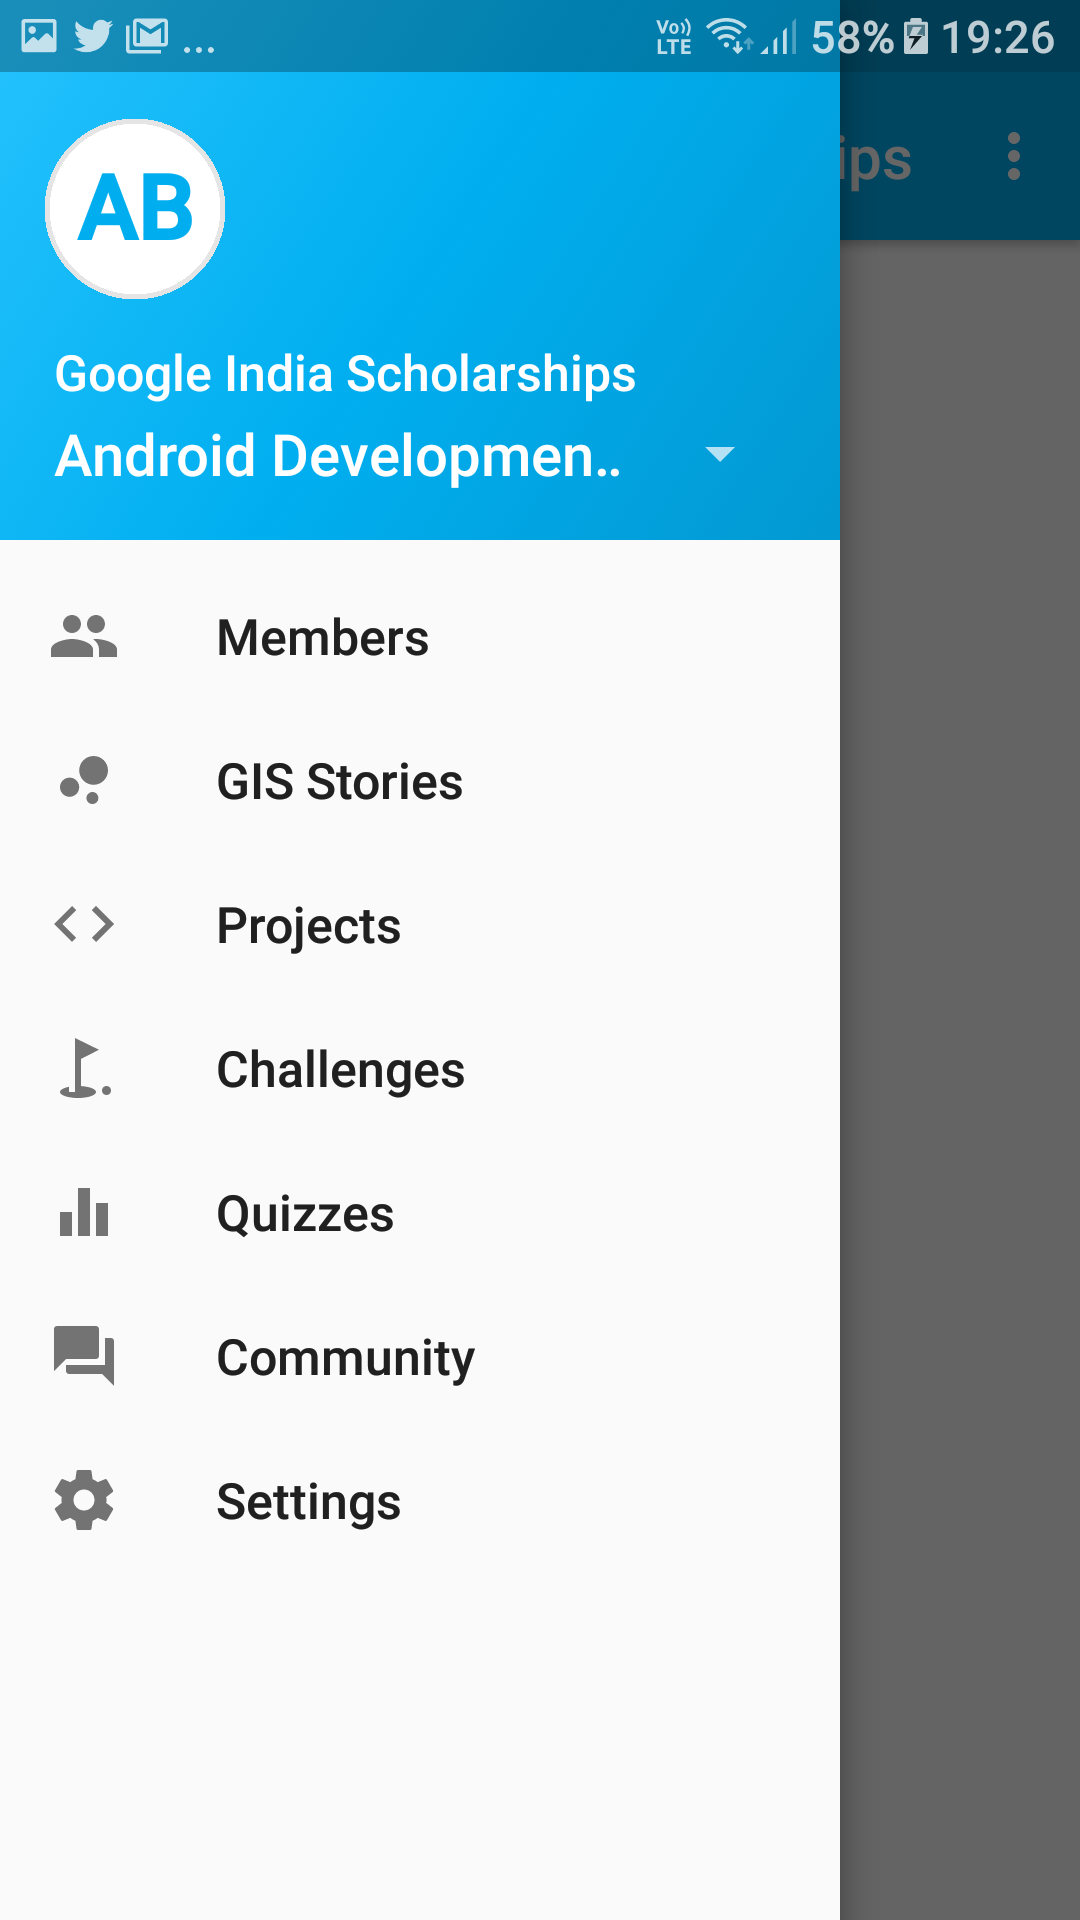 ... Vo)) LTE 58% 19:26
ips
AB
Google India Scholarships
Android Developmen..
Members
GIS Stories
Projects
Challenges
Quizzes
Community
Settings